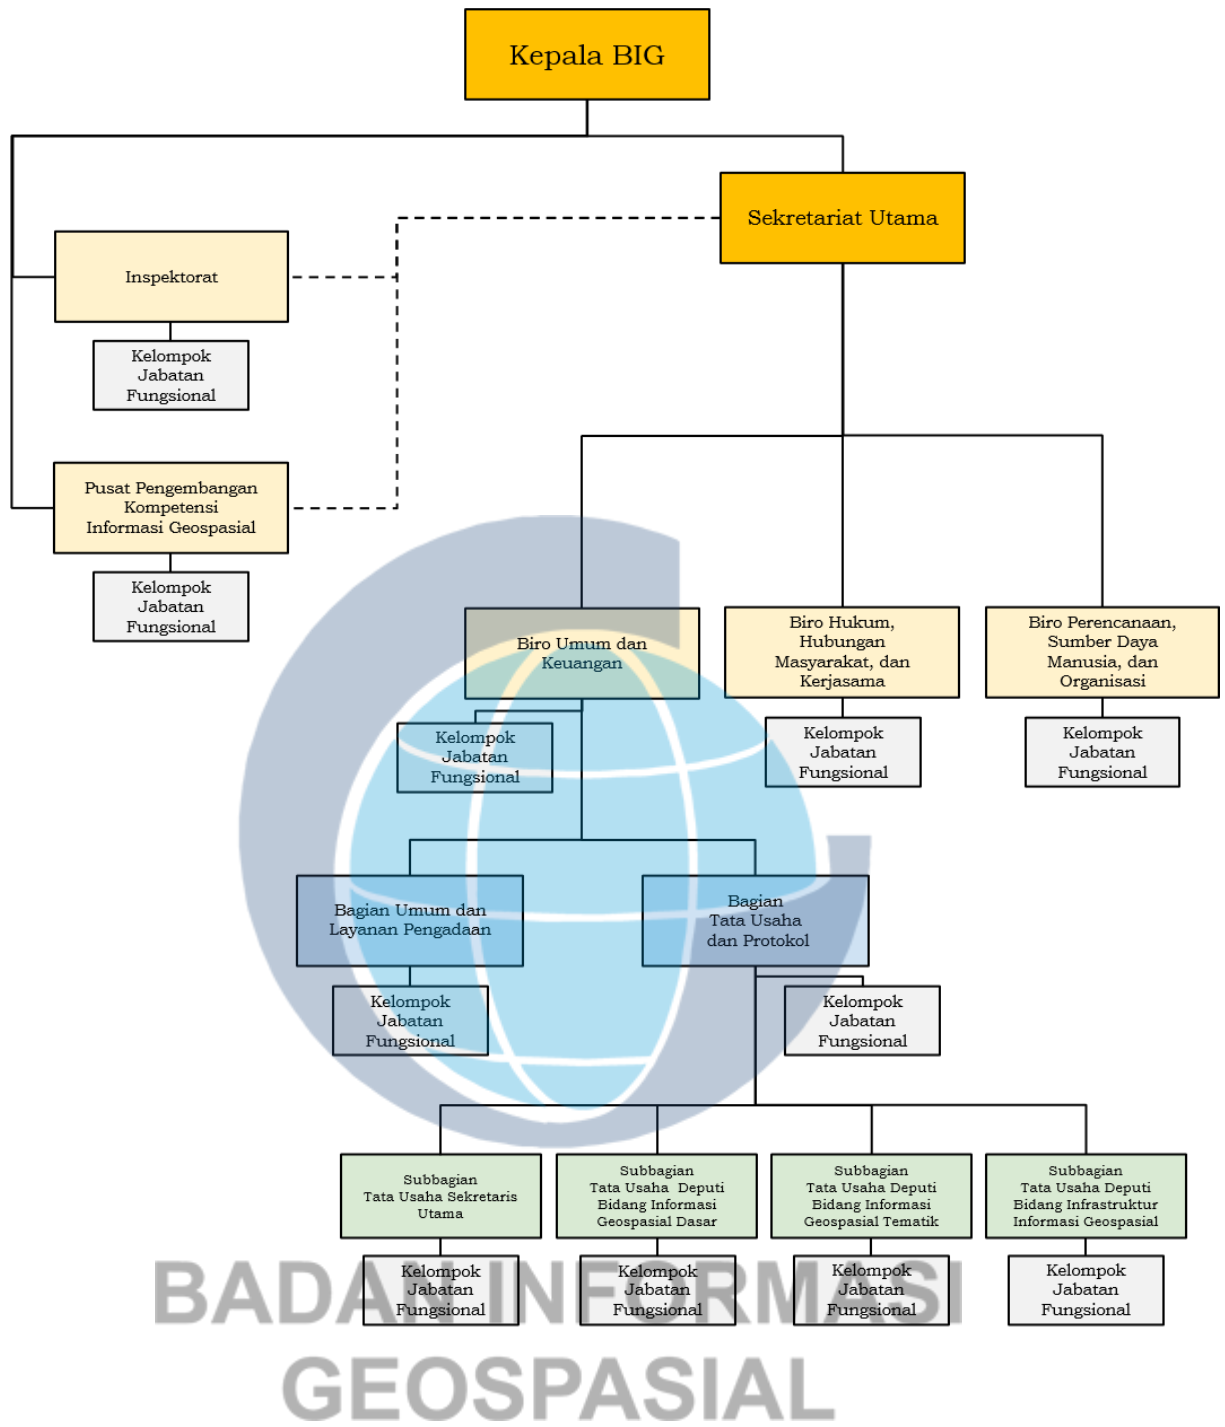 Kepala BIG
Sekretariat Utama
Inspektorat
Kelompok
Jabatan
Fungsional
Pusat Pengembangan
Kompetensi
Informasi Geospasial
Kelompok
Jabatan
Fungsional
Biro Umum dan
Keuangan
Biro Hukum,
Hubungan
Masyarakat, dan
Kerjasama
Biro Perencanaan,
Sumber Daya
Manusia, dan
Organisasi
Kelompok
Jabatan
Fungsional
Kelompok
Jabatan
Fungsional
Kelompok
Jabatan
Fungsional
Bagian Umum dan
Layanan Pengadaan
Bagian
Tata Usaha
dan Protokol
Kelompok
Jabatan
Fungsional
Kelompok
Jabatan
Fungsional
Subbagian
Tata Usaha Sekretaris
Utama
Subbagian
Tata Usaha Deputi
Bidang Informasi
Geospasial Dasar
Subbagian
Tata Usaha Deputi
Bidang Informasi
Geospasial Tematik
Subbagian
Tata Usaha Deputi
Bidang Infrastruktur
Informasi Geospasial
Kelompok
Jabatan
Fungsional
Kelompok
Jabatan
Fungsional
Kelompok
Jabatan
Fungsional
Kelompok
Jabatan
Fungsional
BADAN INFORMASI
GEOSPASIAL